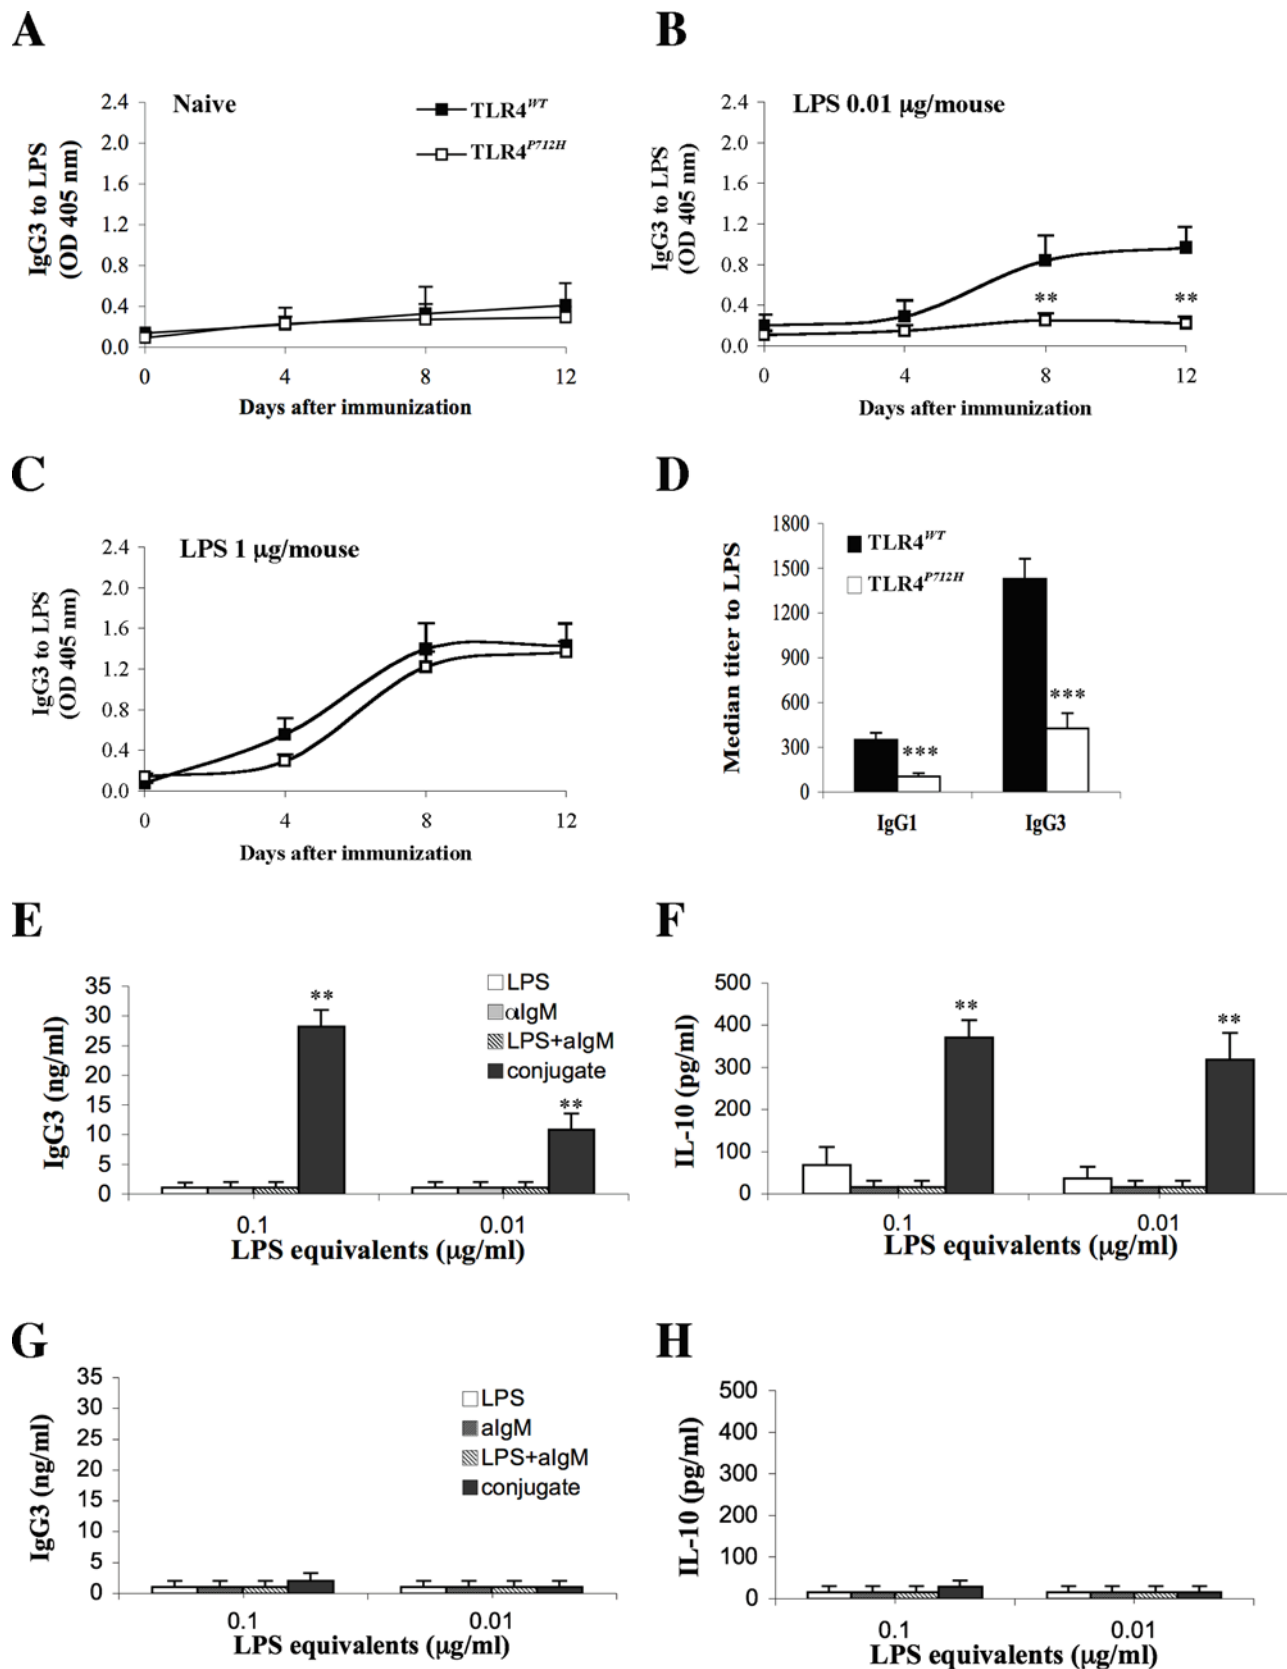 A
Naive
TLR4WT
TLR4P712H
IgG3 to LPS
(OD 405 nm)
2.4
2.0
1.6
1.2
0.8
0.4
0.0
0 4 8 12
Days after immunization
B
LPS 0.01 μg/mouse
IgG3 to LPS
(OD 405 nm)
2.4
2.0
1.6
1.2
0.8
0.4
0.0
** **
0 4 8 12
Days after immunization
C
LPS 1 μg/mouse
IgG3 to LPS
(OD 405 nm)
2.4
2.0
1.6
1.2
0.8
0.4
0.0
0 4 8 12
Days after immunization
D
TLR4WT
TLR4P712H
Median titer to LPS
1800
1500
1200
900
600
300
0
*** ***
IgG1 IgG3
E
IgG3 (ng/ml)
35
30
25
20
15
10
5
0
LPS
αIgM
LPS+aIgM
conjugate
** **
0.1 0.01
LPS equivalents (μg/ml)
F
IL-10 (pg/ml)
500
400
300
200
100
0
** **
0.1 0.01
LPS equivalents (μg/ml)
G
IgG3 (ng/ml)
35
30
25
20
15
10
5
0
LPS
aIgM
LPS+aIgM
conjugate
0.1 0.01
LPS equivalents (μg/ml)
H
IL-10 (pg/ml)
500
400
300
200
100
0
0.1 0.01
LPS equivalents (μg/ml)